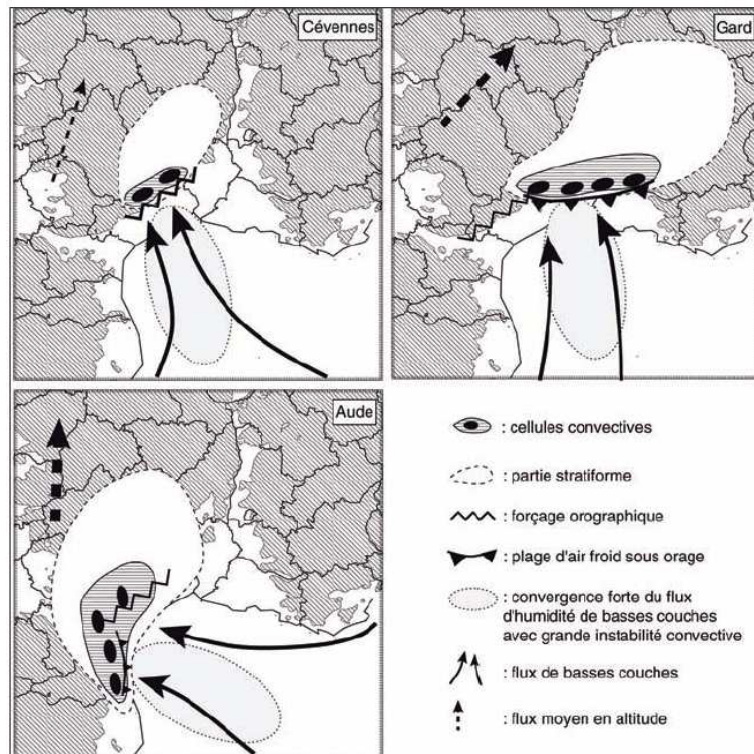 Cévennes
Gard
Aude
: cellules convectives
: partie stratiforme
: forçage orographique
: plage d'air froid sous orage
: convergence forte du flux
d'humidité de basses couches
avec grande instabilité convective
: flux de basses couches
: flux moyen en altitude